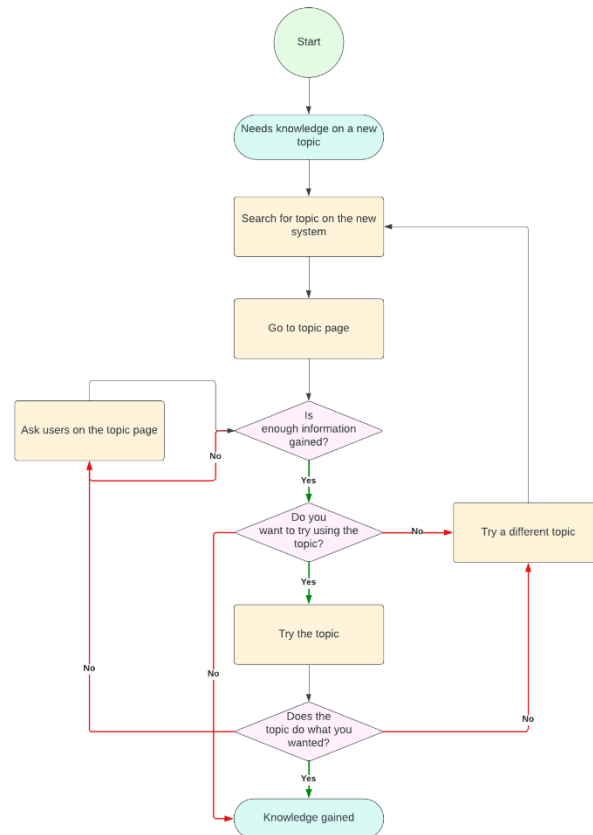 Start
Needs knowledge on a new
topic
Search for topic on the new
system
Go to topic page
Is
enough information
gained?
Ask users on the topic page
No
Yes
Do you
want to try using the
topic?
No
Try a different topic
Yes
Try the topic
No
No
Does the
topic do what you
wanted?
No
Yes
Knowledge gained